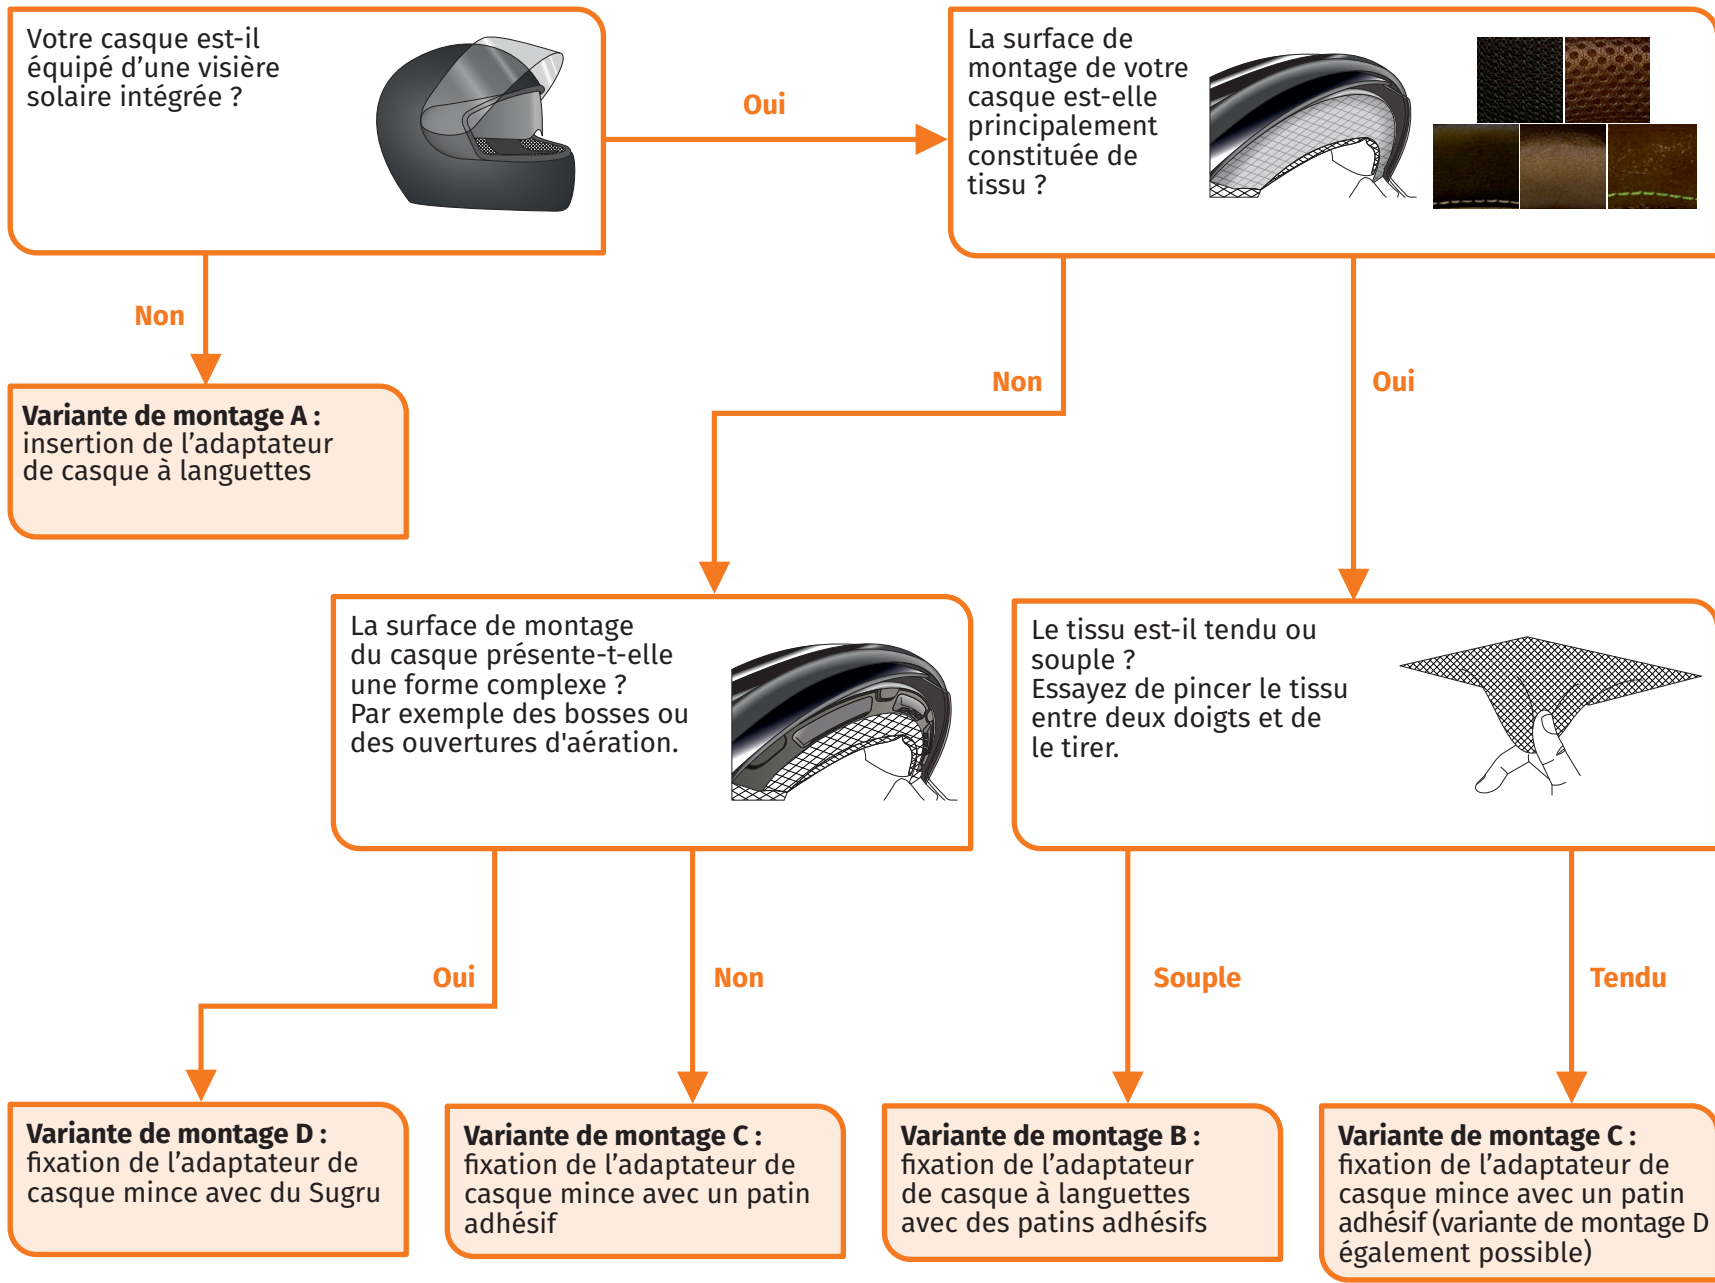 Votre casque est-il
équipé d’une visière
solaire intégrée ?
Oui
La surface de
montage de votre
casque est-elle
principalement
constituée de
tissu ?
Non
Variante de montage A :
insertion de l’adaptateur
de casque à languettes
Non
Oui
La surface de montage
du casque présente-t-elle
une forme complexe ?
Par exemple des bosses ou
des ouvertures d'aération.
Le tissu est-il tendu ou
souple ?
Essayez de pincer le tissu
entre deux doigts et de
le tirer.
Oui
Non
Souple
Tendu
Variante de montage D :
fixation de l’adaptateur de
casque mince avec du Sugru
Variante de montage C :
fixation de l’adaptateur de
casque mince avec un patin
adhésif
Variante de montage B :
fixation de l’adaptateur
de casque à languettes
avec des patins adhésifs
Variante de montage C :
fixation de l’adaptateur de
casque mince avec un patin
adhésif (variante de montage D
également possible)